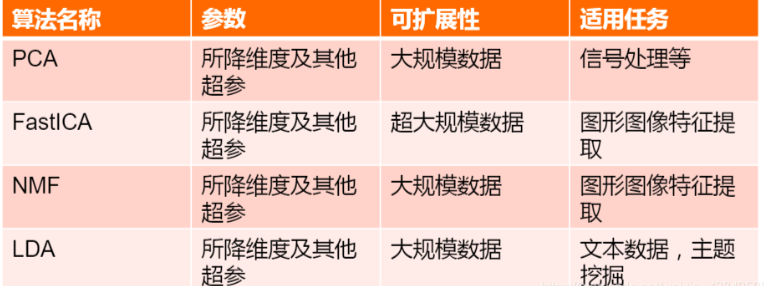 算法名称 参数 可扩展性 适用任务
PCA 所降维度及其他 大规模数据 信号处理等
超参
FastICA 所降维度及其他 超大规模数据 图形图像特征提
超参 取
NMF 所降维度及其他 大规模数据 图形图像特征提
超参 取
LDA 所降维度及其他 大规模数据 文本数据，主题
超参 挖掘